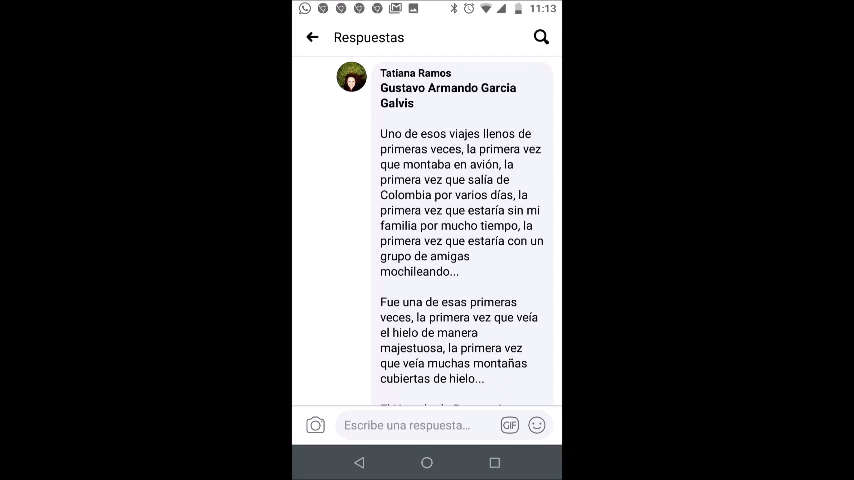 11:13
Respuestas
Tatiana Ramos
Gustavo Armando Garcia
Galvis
Uno de esos viajes llenos de
primeras veces, la primera vez
que montaba en avión, la
primera vez que salía de
Colombia por varios días, la
primera vez que estaría sin mi
familia por mucho tiempo, la
primera vez que estaría con un
grupo de amigas
mochileando...
Fue una de esas primeras
veces, la primera vez que veía
el hielo de manera
majestuosa, la primera vez
que veía muchas montañas
cubiertas de hielo...
Escribe una respuesta...
GIF